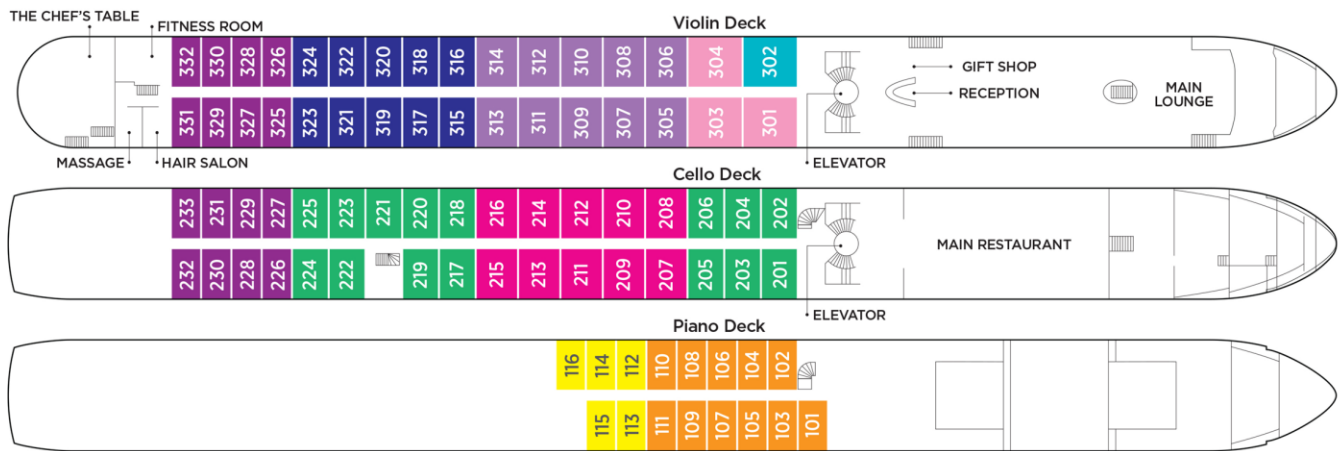 THE CHEF'S TABLE
FITNESS ROOM
Violin Deck
332 330 328 326 324 322 320 318 316 314 312 310 308 306 304 302
GIFT SHOP
RECEPTION
MAIN
LOUNGE
331 329 327 325 323 321 319 317 315 313 311 309 307 305 303 301
MASSAGE
HAIR SALON
ELEVATOR
Cello Deck
233 231 229 227 225 223 221 220 218 216 214 212 210 208 206 204 202
MAIN RESTAURANT
232 230 228 226 224 222 219 217 215 213 211 209 207 205 203 201
ELEVATOR
Piano Deck
116 114 112 110 108 106 104 102
115 113 111 109 107 105 103 101